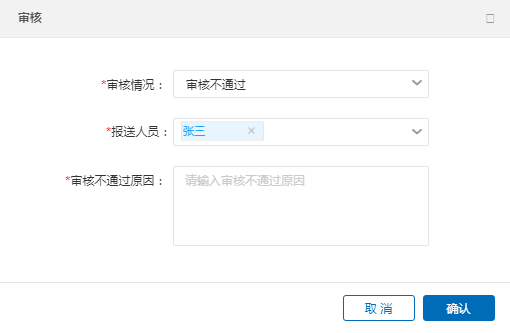 审核
*审核情况： 审核不通过
*报送人员： 张三 ×
*审核不通过原因： 请输入审核不通过原因
取 消 确认